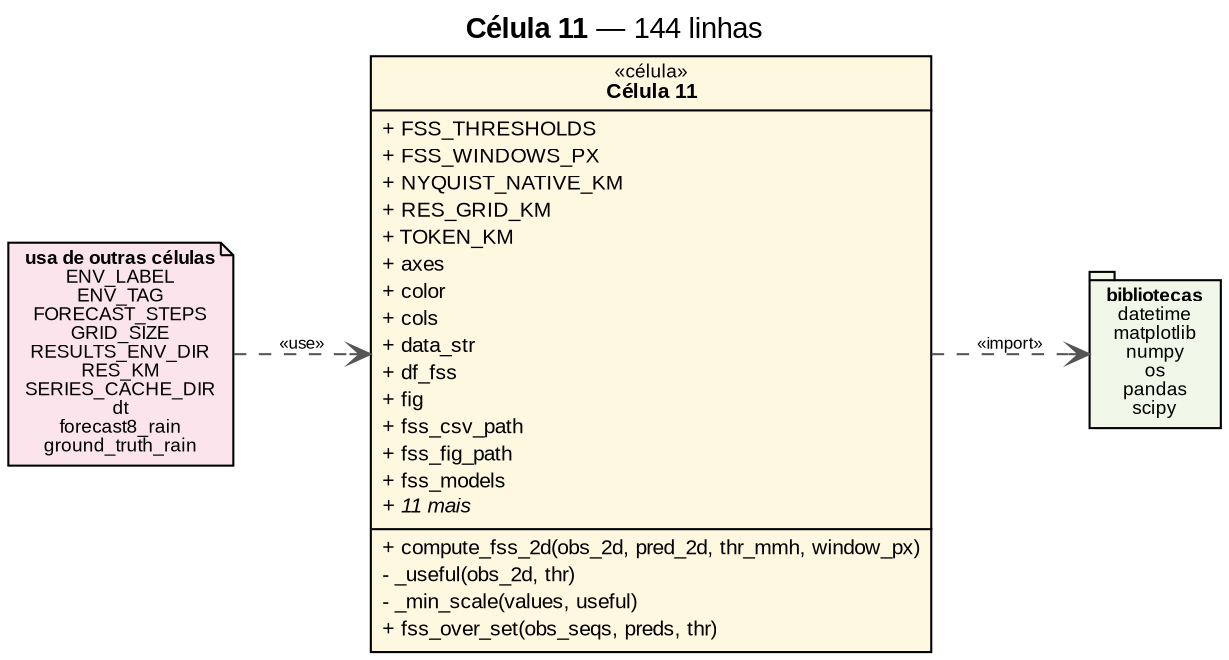 Célula 11 — 144 linhas
«célula»
Célula 11
+ FSS_THRESHOLDS
+ FSS_WINDOWS_PX
+ NYQUIST_NATIVE_KM
+ RES_GRID_KM
+ TOKEN_KM
+ axes
+ color
+ cols
+ data_str
+ df_fss
+ fig
+ fss_csv_path
+ fss_fig_path
+ fss_models
+ 11 mais
+ compute_fss_2d(obs_2d, pred_2d, thr_mmh, window_px)
- _useful(obs_2d, thr)
- _min_scale(values, useful)
+ fss_over_set(obs_seqs, preds, thr)
usa de outras células
ENV_LABEL
ENV_TAG
FORECAST_STEPS
GRID_SIZE
RESULTS_ENV_DIR
RES_KM
SERIES_CACHE_DIR
dt
forecast8_rain
ground_truth_rain
«use»
«import»
bibliotecas
datetime
matplotlib
numpy
os
pandas
scipy